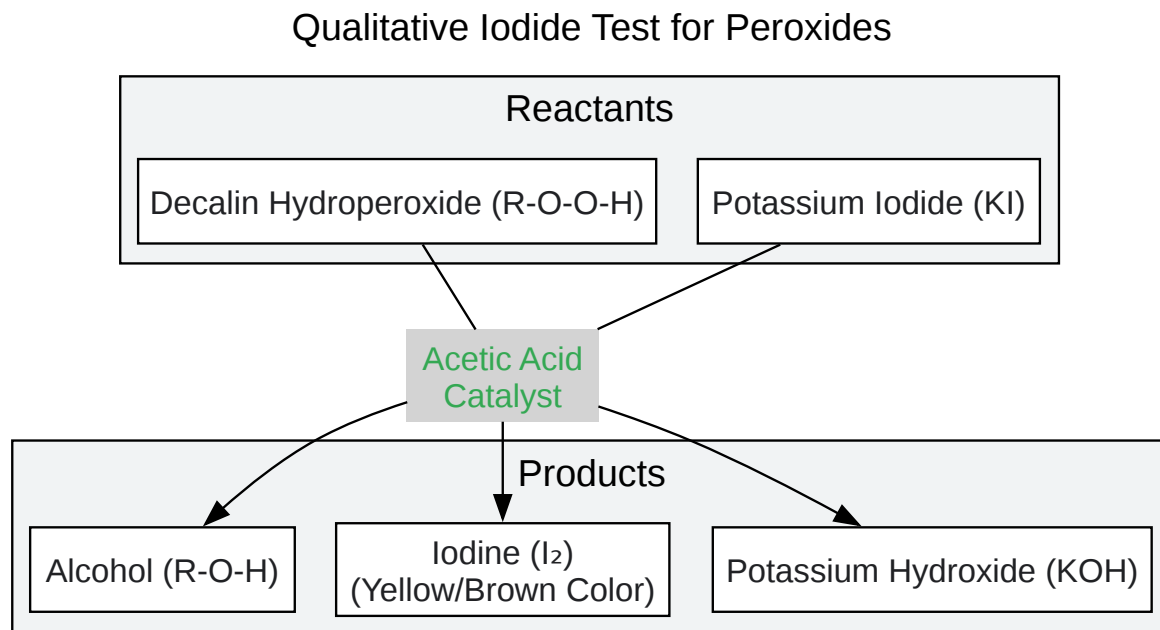 Qualitative Iodide Test for Peroxides
Reactants
Decalin Hydroperoxide (R-O-O-H)
Potassium Iodide (KI)
Acetic Acid
Catalyst
Products
Alcohol (R-O-H)
Iodine (I₂)
(Yellow/Brown Color)
Potassium Hydroxide (KOH)